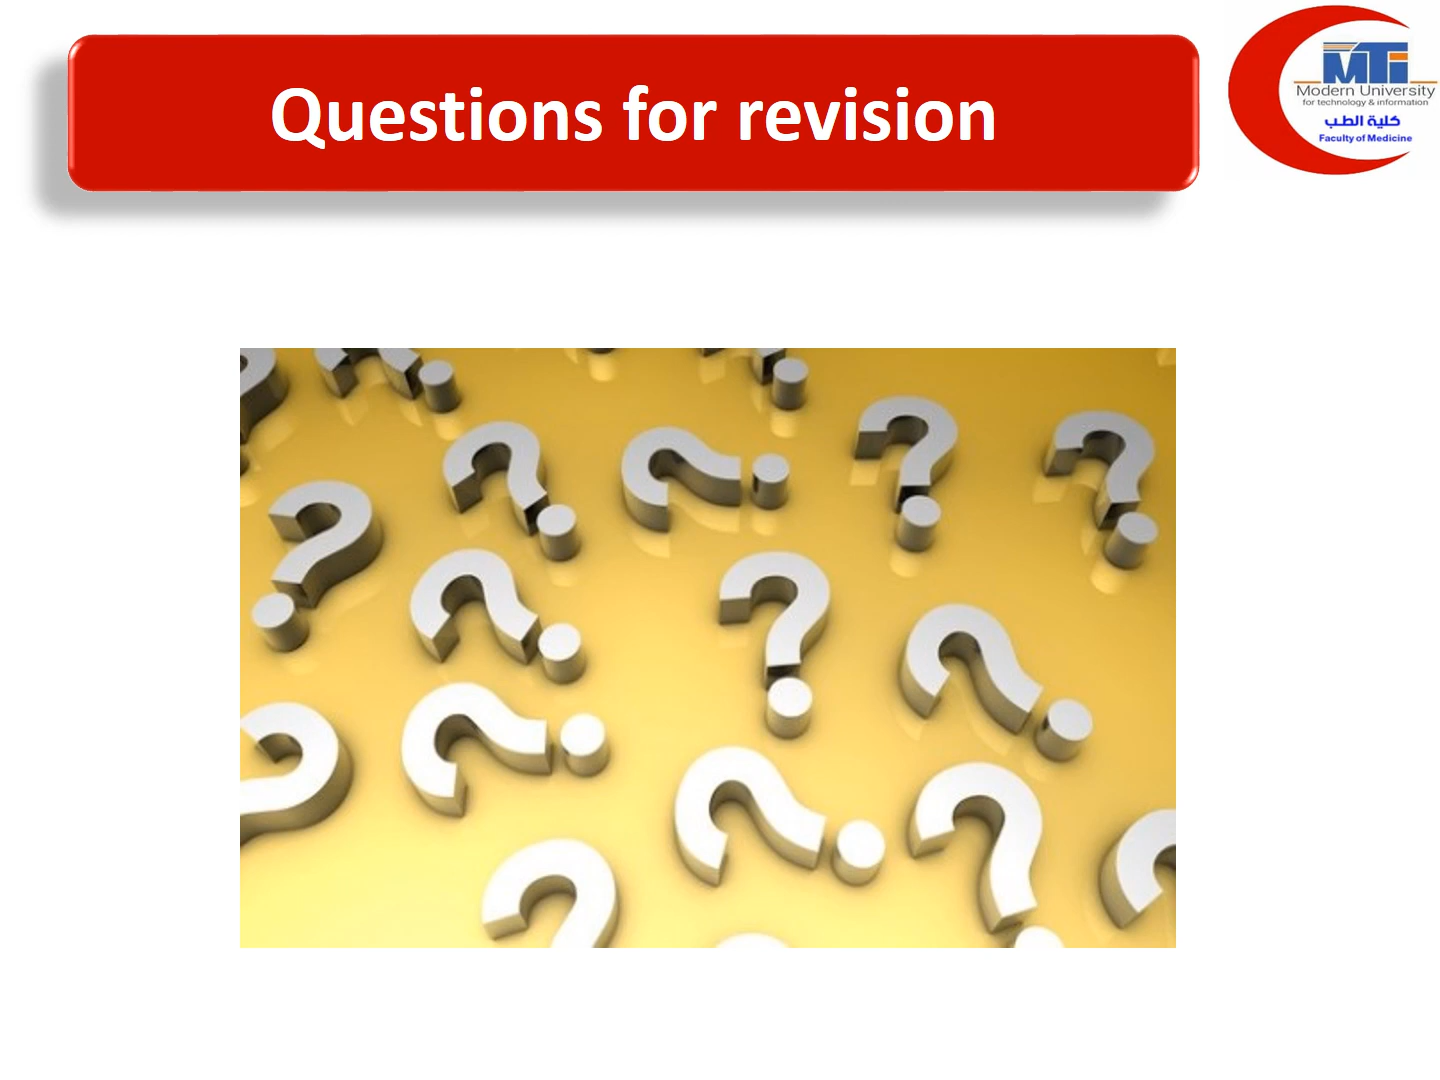 Questions for revision
MTi
Modern University
for technology & information
كلية الطب
Faculty of Medicine